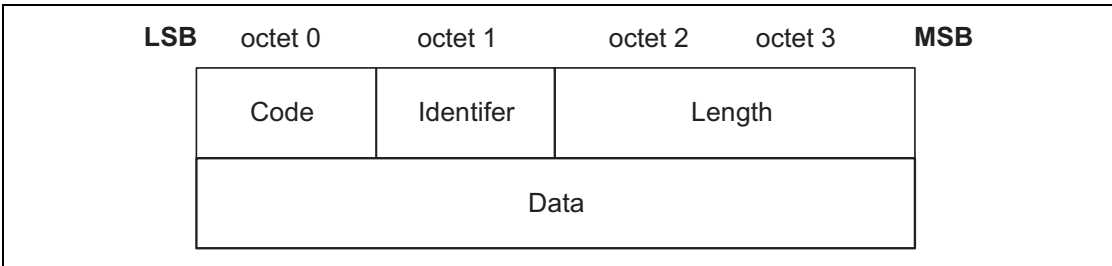 LSB octet 0 octet 1 octet 2 octet 3 MSB
Code Identifer Length
Data